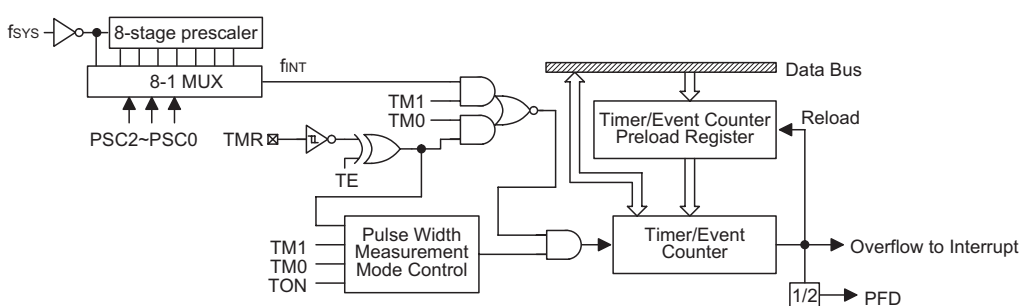 fSYS
8-stage prescaler
8-1 MUX
fINT
PSC2~PSC0
TM1
TM0
TMR
TE
Data Bus
Timer/Event Counter
Preload Register
Reload
TM1
TM0
TON
Pulse Width
Measurement
Mode Control
Timer/Event
Counter
Overflow to Interrupt
1/2
PFD